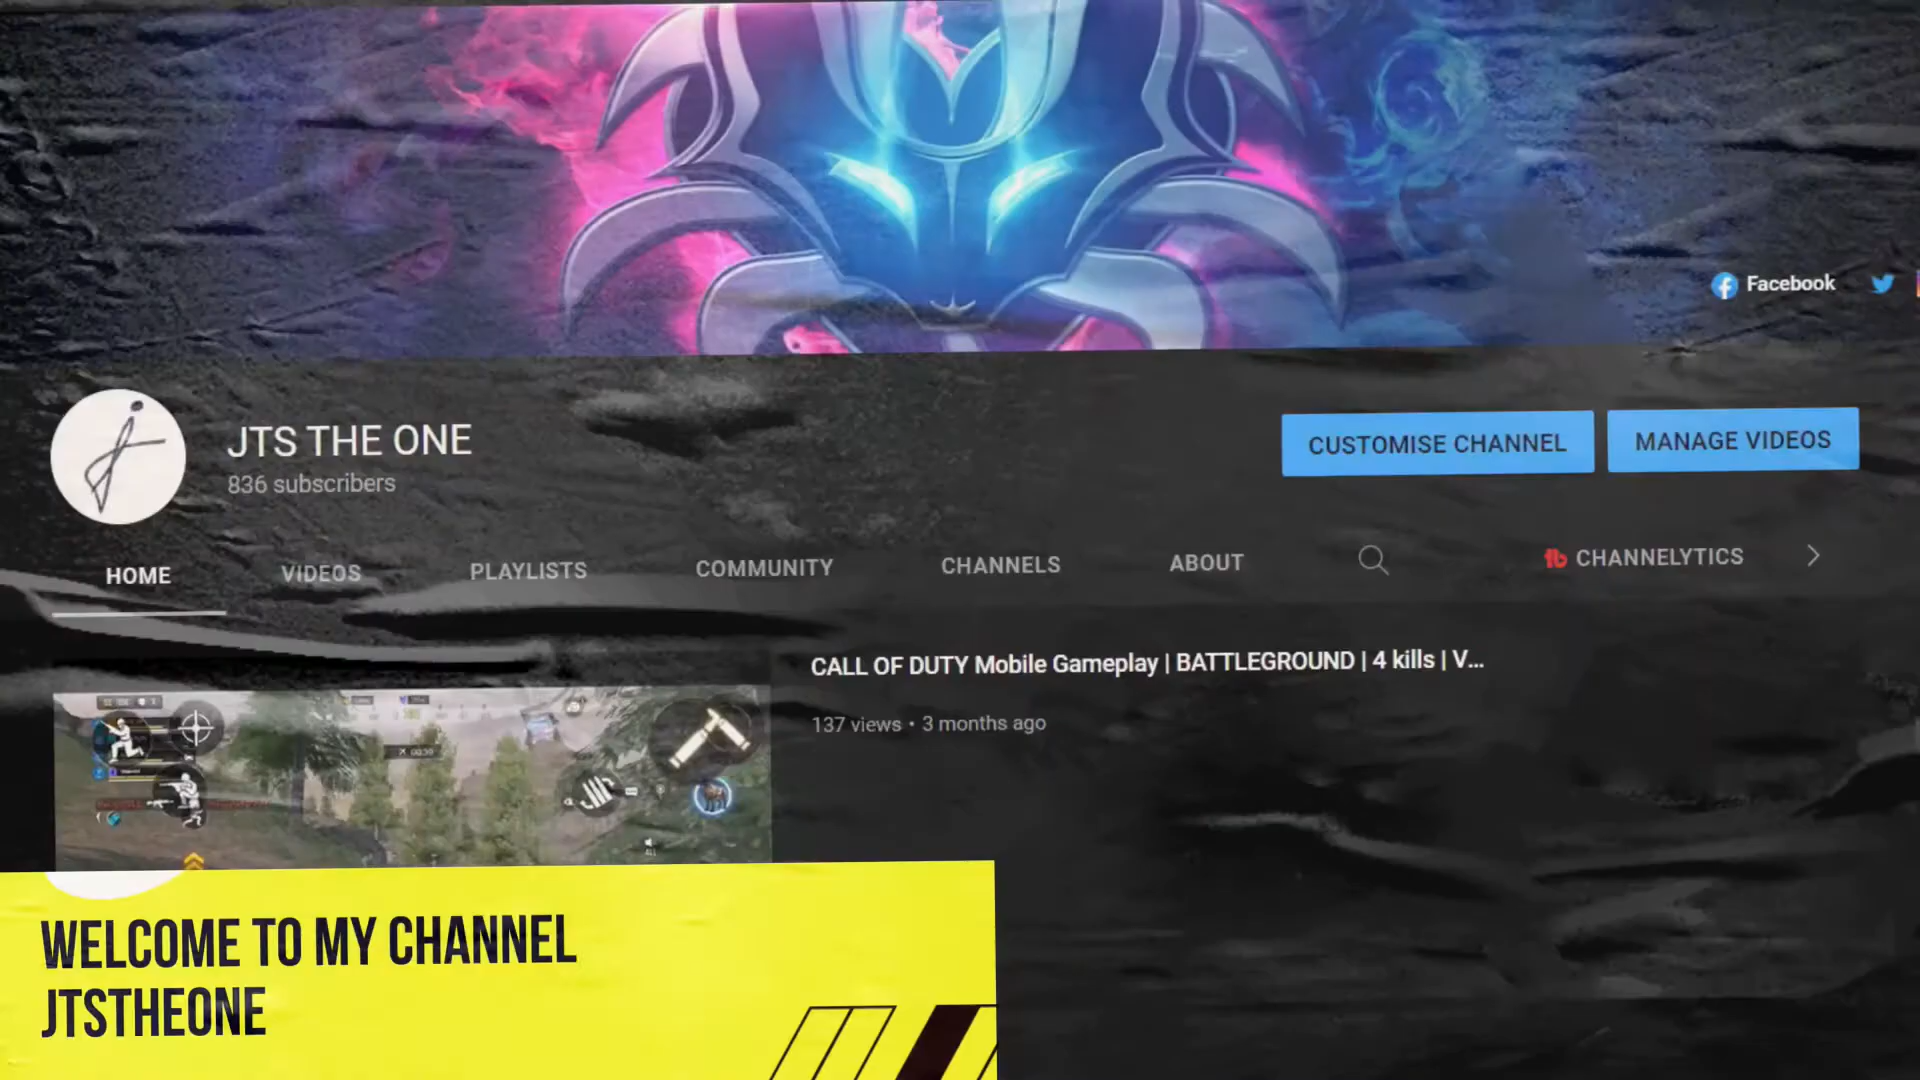 Facebook
JTS THE ONE
836 subscribers
CUSTOMISE CHANNEL
MANAGE VIDEOS
HOME
VIDEOS
PLAYLISTS
COMMUNITY
CHANNELS
ABOUT
CHANNELYTICS
CALL OF DUTY Mobile Gameplay | BATTLEGROUND | 4 kills | V...
137 views • 3 months ago
WELCOME TO MY CHANNEL
JTSTHEONE